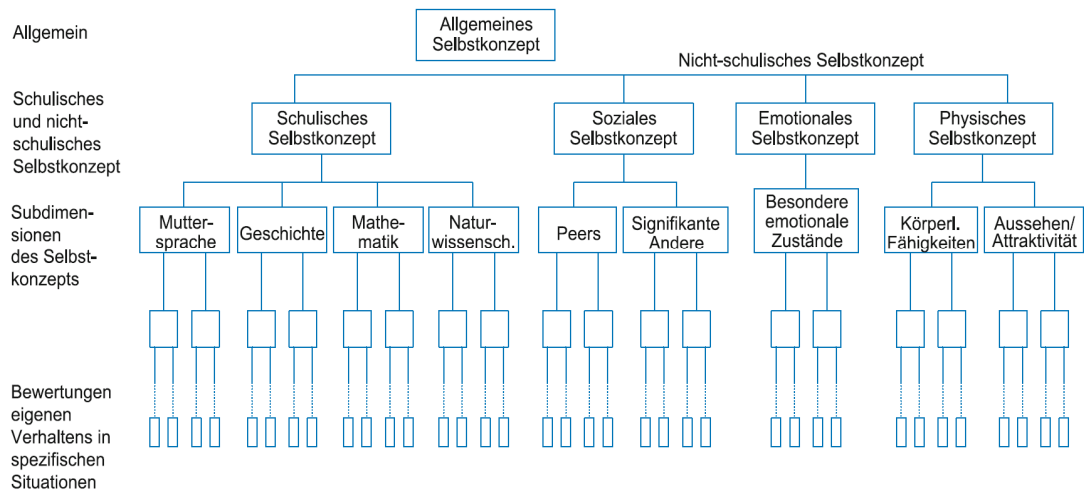 Allgemein
Allgemeines
Selbstkonzept
Nicht-schulisches Selbstkonzept
Schulisches
und nicht-
schulisches
Selbstkonzept
Schulisches
Selbstkonzept
Soziales
Selbstkonzept
Emotionales
Selbstkonzept
Physisches
Selbstkonzept
Subdimen-
sionen
des Selbst-
konzepts
Mutter-
sprache
Geschichte
Mathe-
matik
Natur-
wissensch.
Peers
Signifikante
Andere
Besondere
emotionale
Zustände
Körperl.
Fähigkeiten
Aussehen/
Attraktivität
Bewertungen
eigenen
Verhaltens in
spezifischen
Situationen